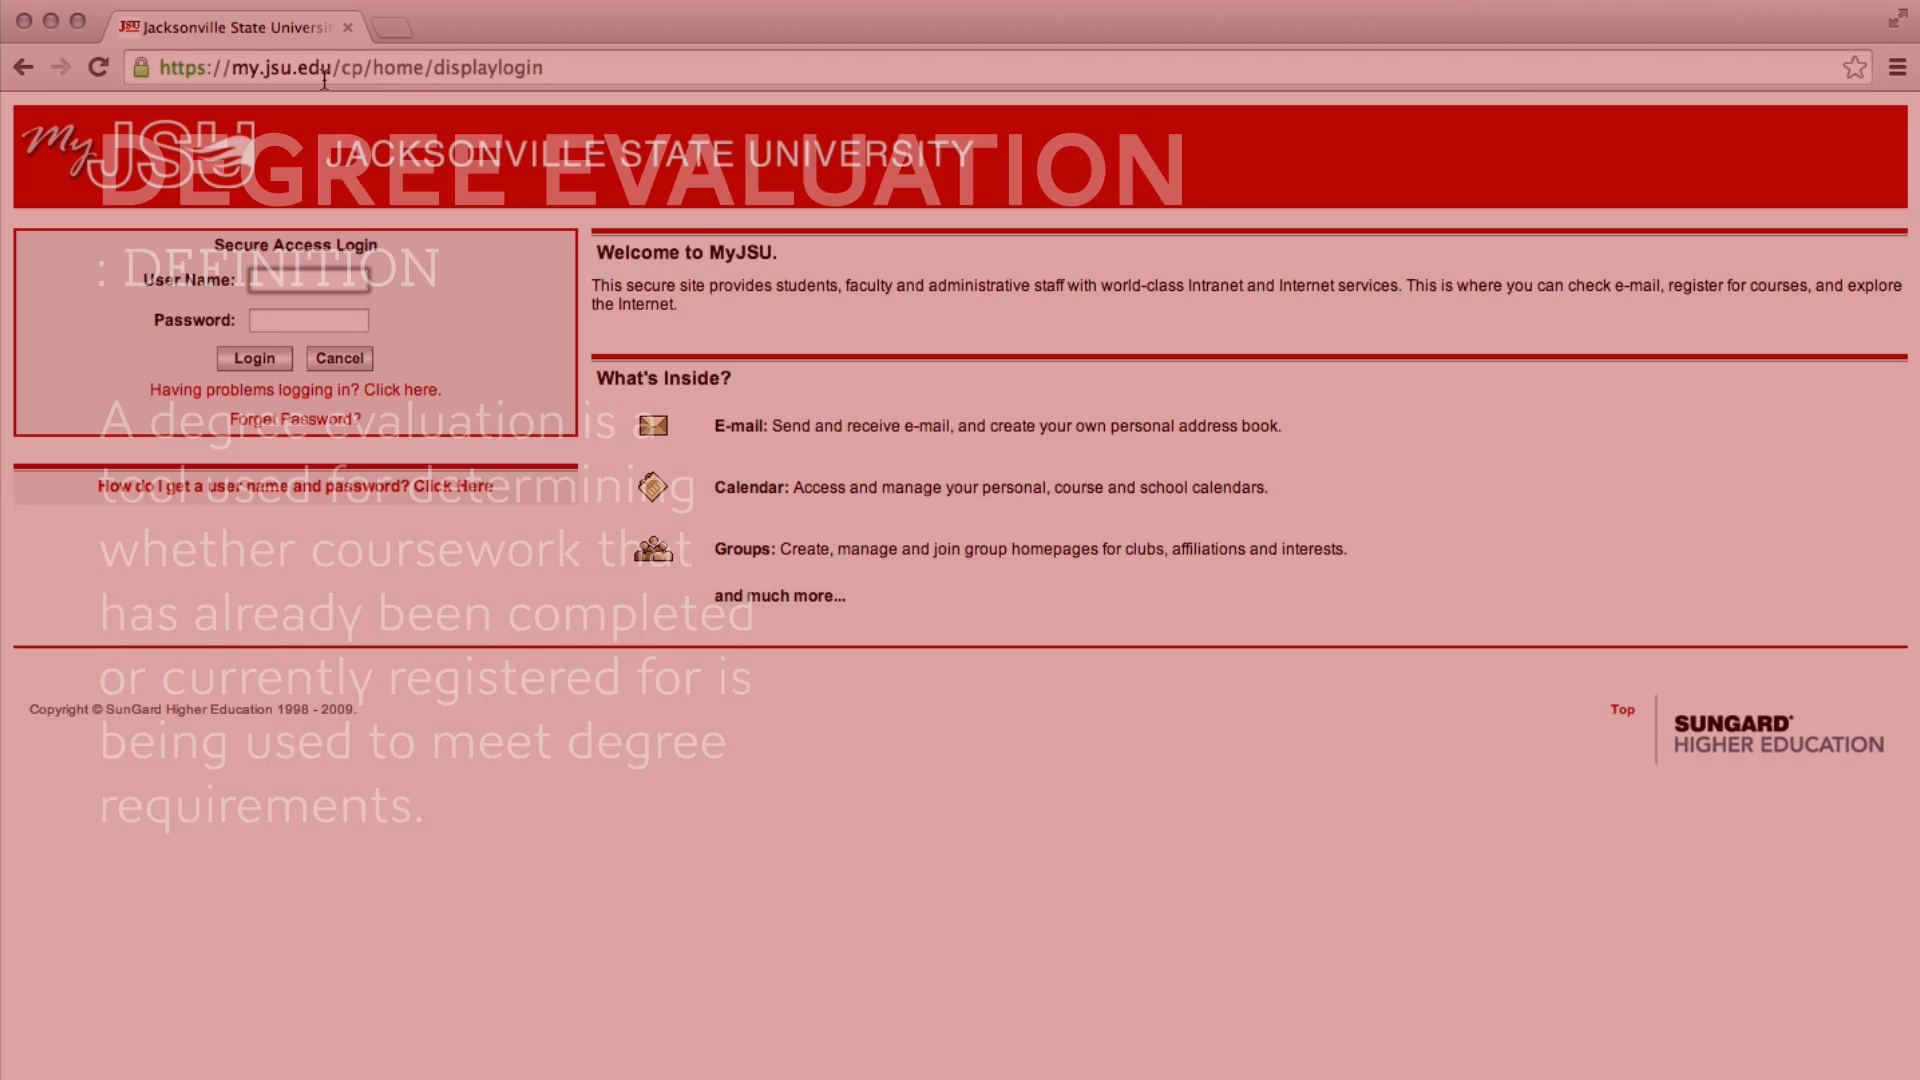 JSU Jacksonville State Universit
https://my.jsu.edu/cp/home/displaylogin
My JSU JACKSONVILLE STATE UNIVERSITY
DEGREE EVALUATION
: DEFINITION
Secure Access Login
User Name:
Password:
Login Cancel
Having problems logging in? Click here.
Forget Password?
How do I get a user name and password? Click Here
Welcome to MyJSU.
This secure site provides students, faculty and administrative staff with world-class Intranet and Internet services. This is where you can check e-mail, register for courses, and explore
the Internet.
What's Inside?
E-mail: Send and receive e-mail, and create your own personal address book.
Calendar: Access and manage your personal, course and school calendars.
Groups: Create, manage and join group homepages for clubs, affiliations and interests.
and much more...
A degree evaluation is a
tool used for determining
whether coursework that
has already been completed
or currently registered for is
being used to meet degree
requirements.
Copyright © SunGard Higher Education 1998 - 2009.
Top
SUNGARD®
HIGHER EDUCATION